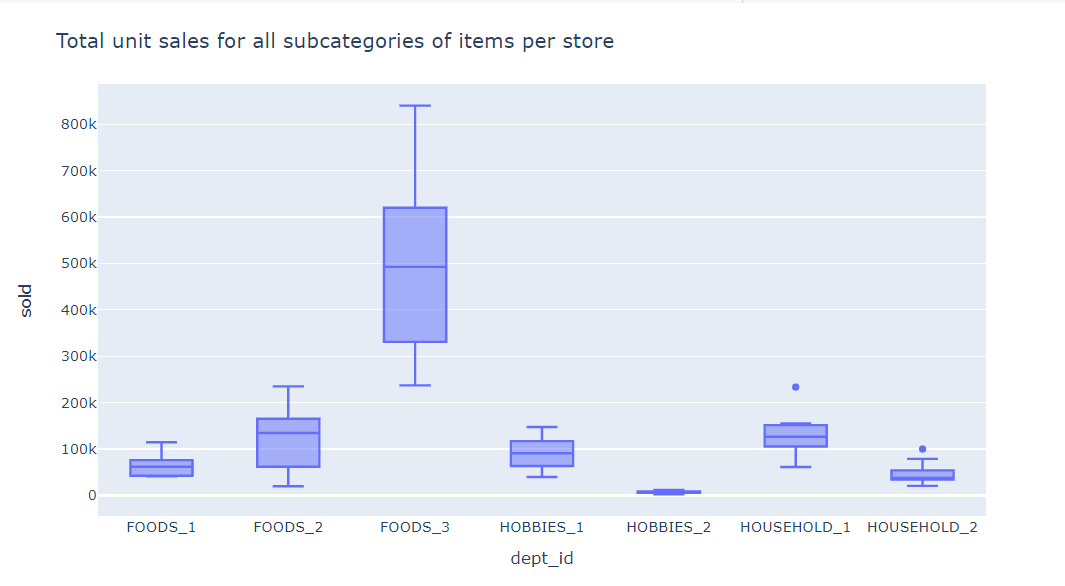 Total unit sales for all subcategories of items per store
800k
700k
600k
500k
400k
300k
200k
100k
0
sold
FOODS_1 FOODS_2 FOODS_3 HOBBIES_1 HOBBIES_2 HOUSEHOLD_1 HOUSEHOLD_2
dept_id